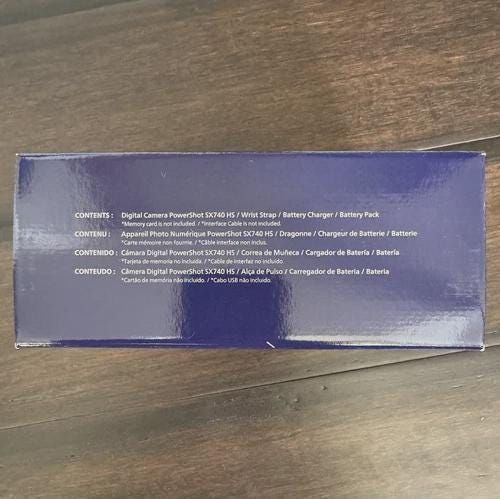 CONTENTS : Digital Camera PowerShot SX740 HS / Wrist Strap / Battery Charger / Battery Pack
*Memory card is not included. / *Interface Cable is not included.
CONTENU : Appareil Photo Numérique PowerShot SX740 HS / Dragonne / Chargeur de Batterie / Batterie
*Carte mémoire non fournie. / *Câble interface non inclus.
CONTENIDO : Cámara Digital PowerShot SX740 HS / Correa de Muñeca / Cargador de Batería / Batería
*Tarjeta de memoria no incluida. / *Cable de Interfaz no incluido.
CONTEUDO : Câmera Digital PowerShot SX740 HS / Alça de Pulso / Carregador de Bateria / Bateria
*Cartão de memória não incluido. / *Cabo USB não incluido.